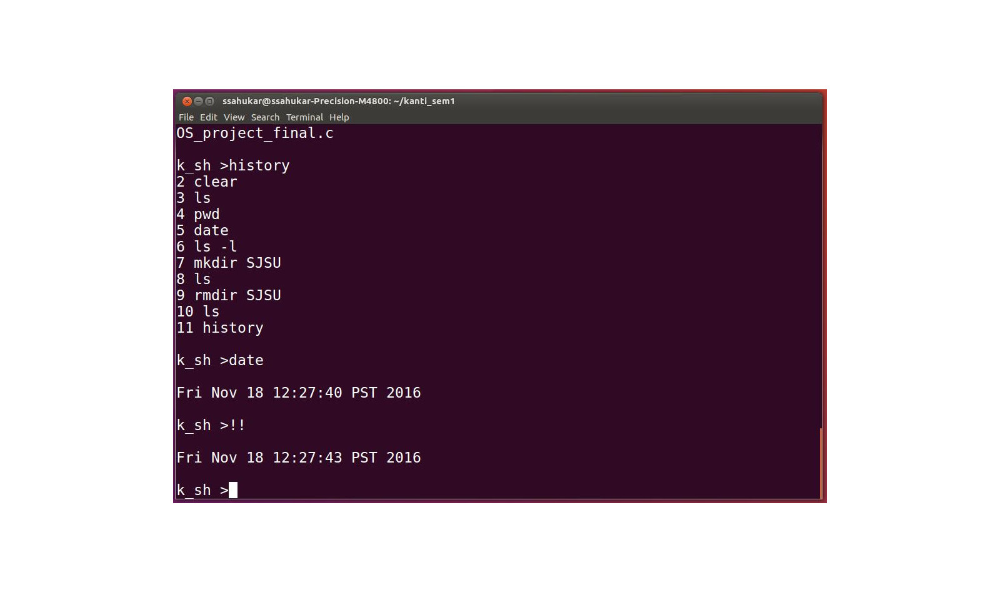 ssahukar@ssahukar-Precision-M4800: ~/kanti_sem1
File Edit View Search Terminal Help
OS_project_final.c
k_sh >history
2 clear
3 ls
4 pwd
5 date
6 ls -l
7 mkdir SJSU
8 ls
9 rmdir SJSU
10 ls
11 history
k_sh >date
Fri Nov 18 12:27:40 PST 2016
k_sh >!!
Fri Nov 18 12:27:43 PST 2016
k_sh >